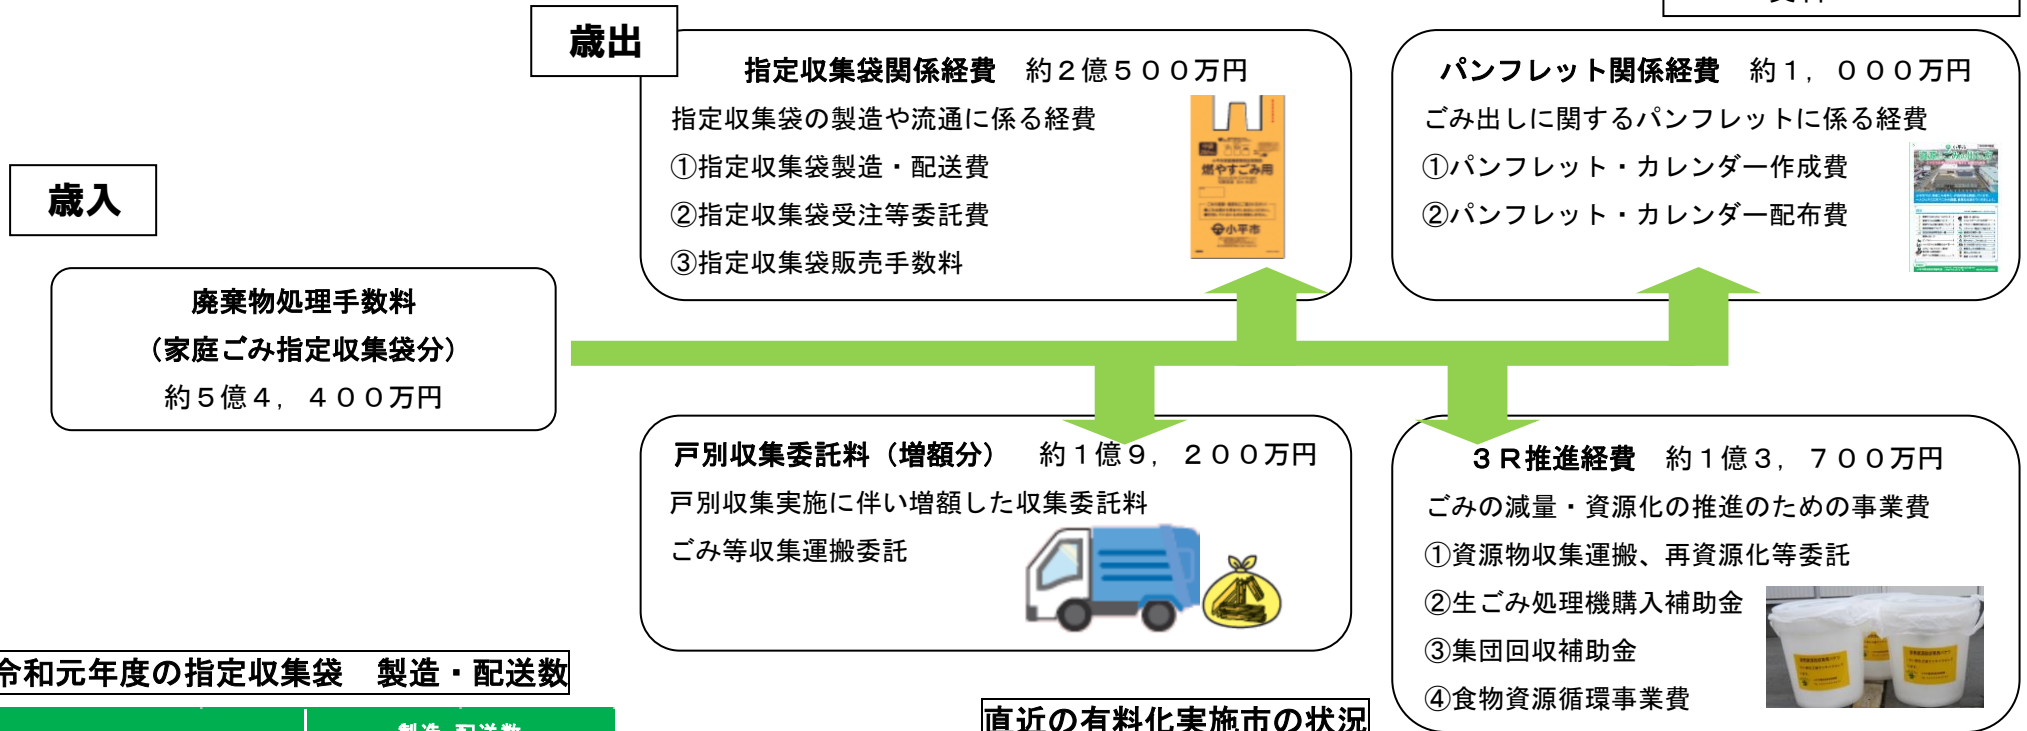 歳出
指定収集袋関係経費　約２億５００万円
指定収集袋の製造や流通に係る経費
①指定収集袋製造・配送費
②指定収集袋受注等委託費
③指定収集袋販売手数料
燃やすごみ用
小平市
パンフレット関係経費　約１，０００万円
ごみ出しに関するパンフレットに係る経費
①パンフレット・カレンダー作成費
②パンフレット・カレンダー配布費
歳入
廃棄物処理手数料
（家庭ごみ指定収集袋分）
約５億４，４００万円
戸別収集委託料（増額分）　約１億９，２００万円
戸別収集実施に伴い増額した収集委託料
ごみ等収集運搬委託
３Ｒ推進経費　約１億３，７００万円
ごみの減量・資源化の推進のための事業費
①資源物収集運搬、再資源化等委託
②生ごみ処理機購入補助金
③集団回収補助金
④食物資源循環事業費
令和元年度の指定収集袋　製造・配送数
製造・配送数
直近の有料化実施市の状況